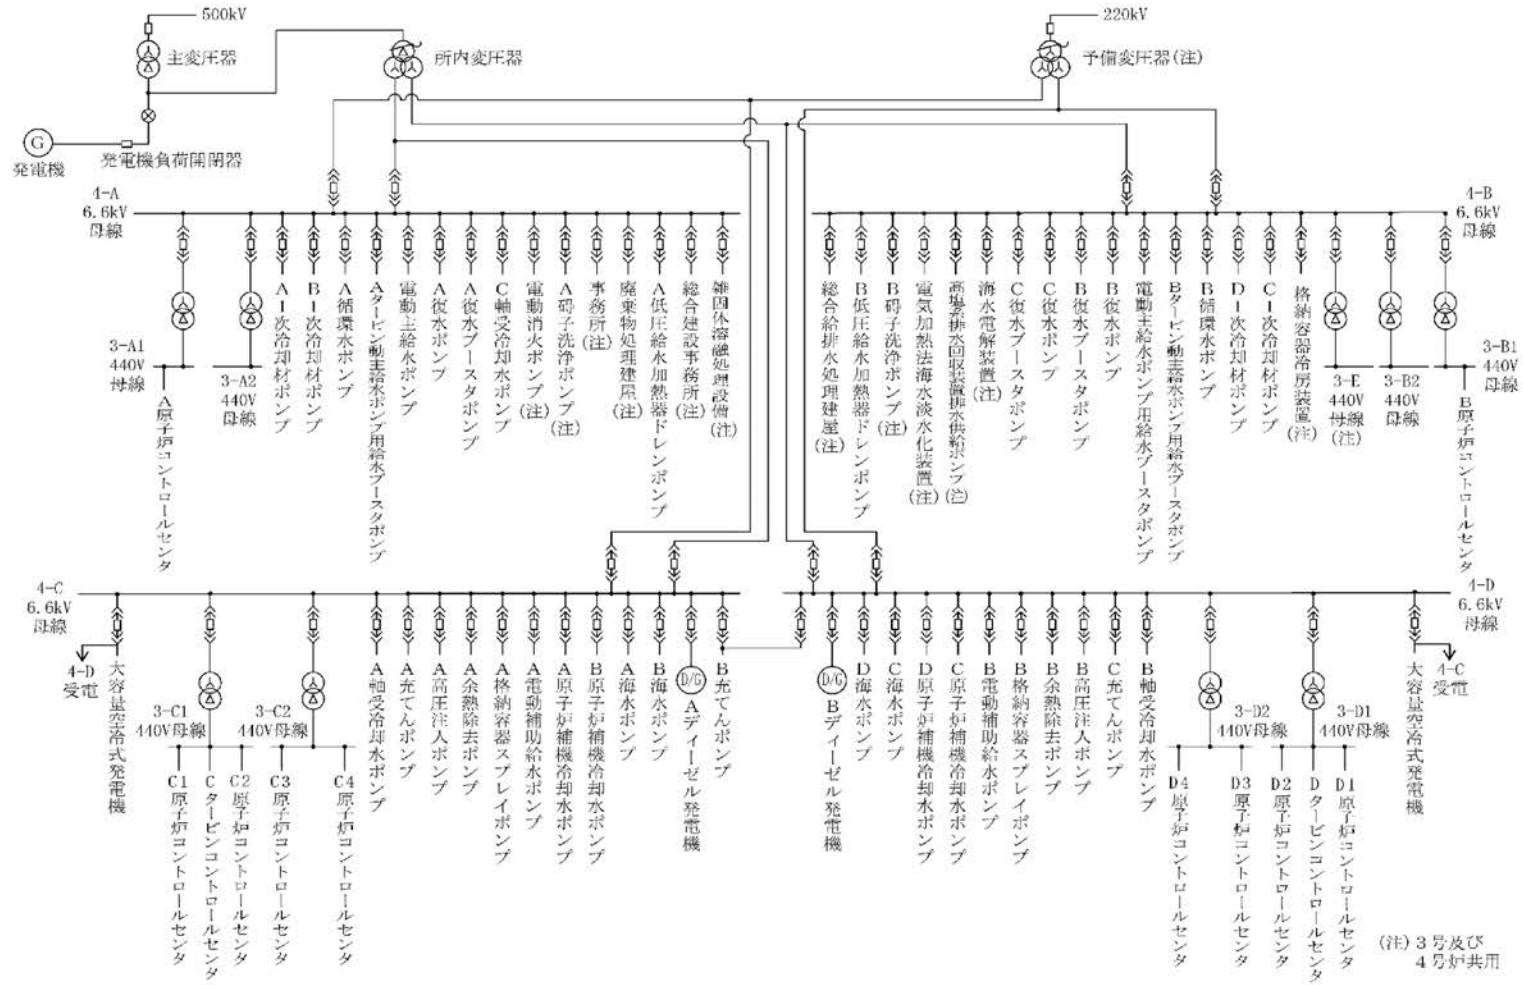 500kV
主変圧器
所内変圧器
220kV
予備変圧器(注)
G
発電機
発電機負荷開閉器
4-A
6.6kV
母線
4-B
6.6kV
母線
3-A1
440V
母線
A原子炉コントロールセンタ
3-A2
440V
母線
A1次冷却材ポンプ
B1次冷却材ポンプ
A循環水ポンプ
Aタービン動主給水ポンプ用給水ブースタポンプ
電動主給水ポンプ
A復水ポンプ
A復水ブースタポンプ
C軸受冷却水ポンプ
電動消火ポンプ(注)
A碍子洗浄ポンプ(注)
事務所(注)
廃棄物処理建屋(注)
A低圧給水加熱器ドレンポンプ
総合建設事務所(注)
雑固体溶融処理設備(注)
総合給排水処理建屋(注)
B低圧給水加熱器ドレンポンプ
B碍子洗浄ポンプ(注)
電気加熱法海水淡水化装置(注)
高塩素排水回収装置排水供給ポンプ(注)
海水電解装置(注)
C復水ブースタポンプ
C復水ポンプ
B復水ブースタポンプ
B復水ポンプ
電動主給水ポンプ用給水ブースタポンプ
Bタービン動主給水ポンプ用給水ブースタポンプ
B循環水ポンプ
D1次冷却材ポンプ
C1次冷却材ポンプ
格納容器冷房装置(注)
3-E
440V
母線
(注)
3-B2
440V
母線
3-B1
440V
母線
B原子炉コントロールセンタ
4-C
6.6kV
母線
4-D
受電
大容量空冷式発電機
3-C1
440V母線
C1原子炉コントロールセンタ
Cタービンコントロールセンタ
C2原子炉コントロールセンタ
3-C2
440V母線
C3原子炉コントロールセンタ
C4原子炉コントロールセンタ
A軸受冷却水ポンプ
A充てんポンプ
A高圧注入ポンプ
A余熱除去ポンプ
A格納容器スプレイポンプ
A電動補助給水ポンプ
A原子炉補機冷却水ポンプ
B原子炉補機冷却水ポンプ
A海水ポンプ
B海水ポンプ
D/G
Aディーゼル発電機
B充てんポンプ
D/G
Bディーゼル発電機
D海水ポンプ
C海水ポンプ
D原子炉補機冷却水ポンプ
C原子炉補機冷却水ポンプ
B電動補助給水ポンプ
B格納容器スプレイポンプ
B余熱除去ポンプ
B高圧注入ポンプ
C充てんポンプ
B軸受冷却水ポンプ
3-D2
440V母線
D4原子炉コントロールセンタ
D3原子炉コントロールセンタ
3-D1
440V母線
D2原子炉コントロールセンタ
Dタービンコントロールセンタ
D1原子炉コントロールセンタ
大容量空冷式発電機
4-C
受電
4-D
6.6kV
母線
(注) 3号及び
4号炉共用